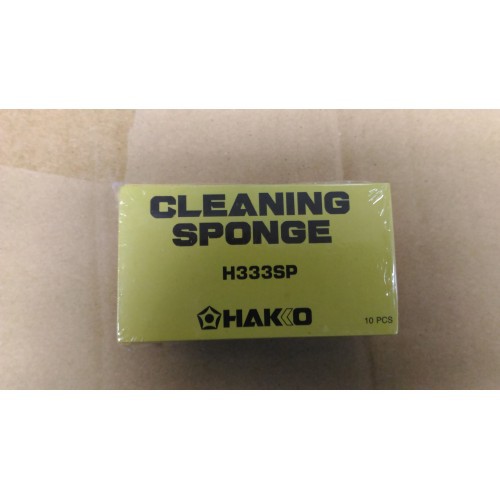 CLEANING
SPONGE
H333SP
HAKKO
10 PCS